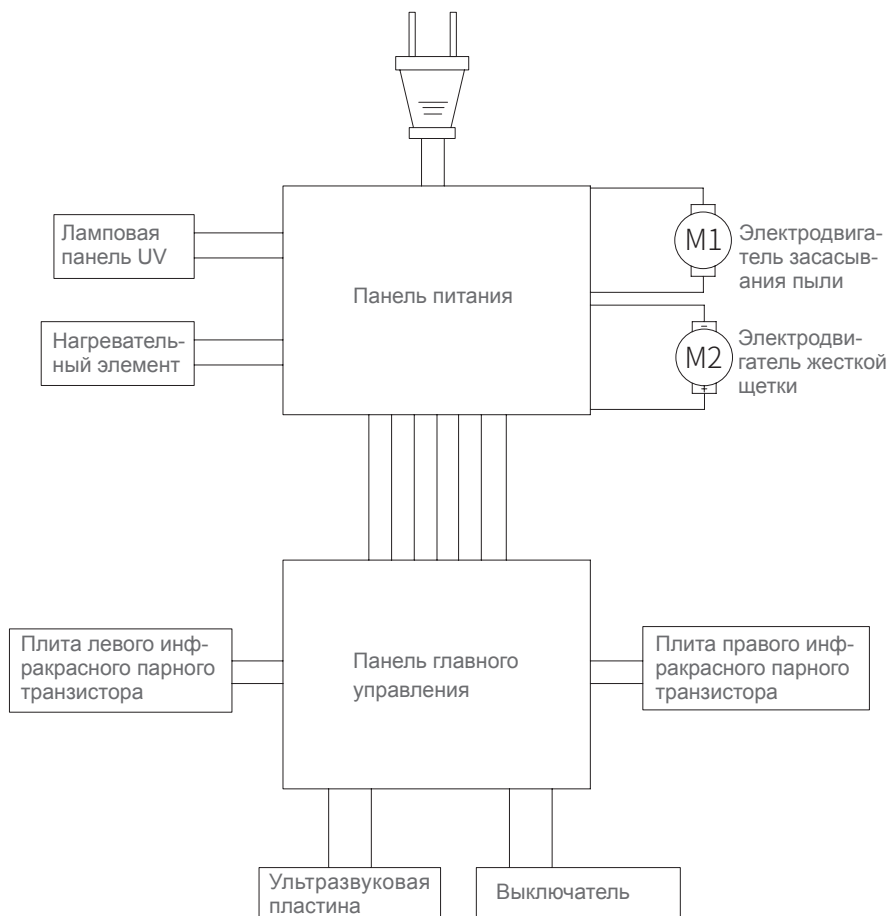 Ламповая
панель UV
Панель питания
M1
Электродвига-
тель засасыв-
ания пыли
Нагреватель-
ный элемент
M2
Электродви-
гатель жесткой
щетки
Плита левого инф-
ракрасного парного
транзистора
Панель главного
управления
Плита правого инф-
ракрасного парного
транзистора
Ультразвуковая
пластина
Выключатель